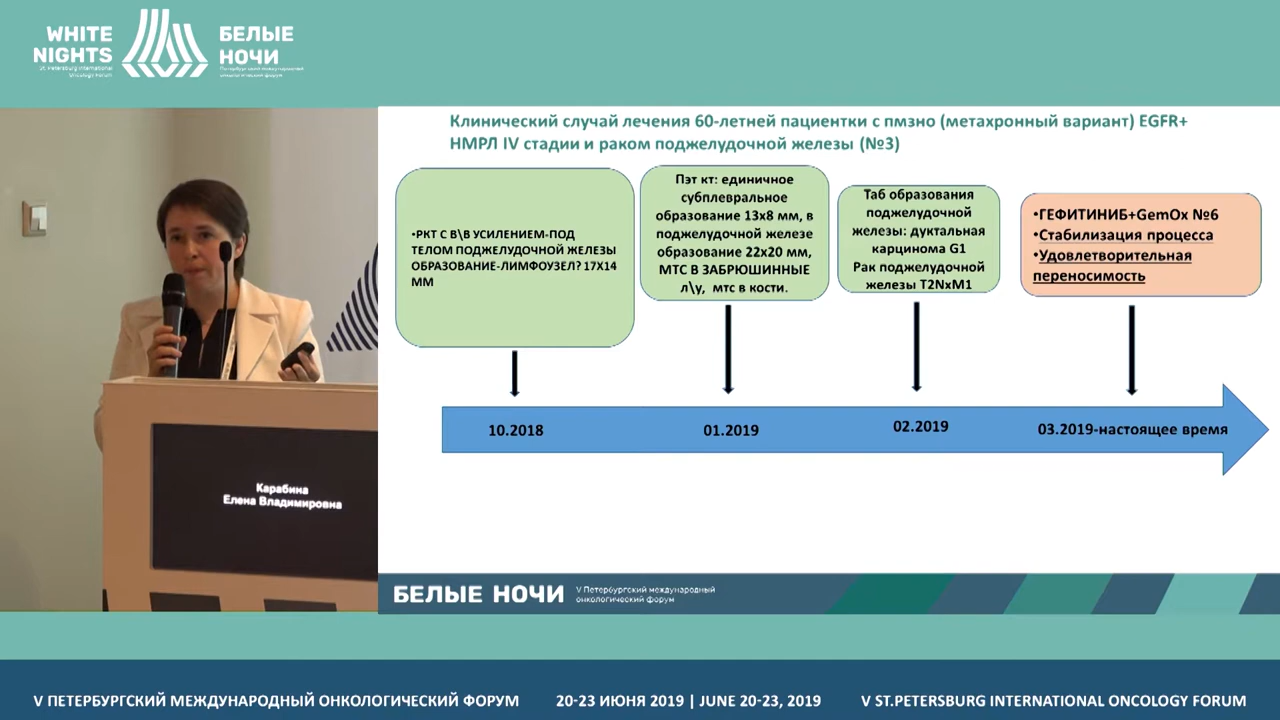 WHITE
NIGHTS
St. Petersburg International
Oncology Forum
БЕЛЫЕ
НОЧИ
Петербургский международный
онкологический форум
Клинический случай лечения 60-летней пациентки с пмзно (метахронный вариант) EGFR+
НМРЛ IV стадии и раком поджелудочной железы (№3)
•РКТ С В\В УСИЛЕНИЕМ-ПОД
ТЕЛОМ ПОДЖЕЛУДОЧНОЙ ЖЕЛЕЗЫ
ОБРАЗОВАНИЕ-ЛИМФОУЗЕЛ? 17Х14
ММ
Пэт кт: единичное
субплевральное
образование 13х8 мм, в
поджелудочной железе
образование 22х20 мм,
МТС В ЗАБРЮШИННЫЕ
л\у, мтс в кости.
Таб образования
поджелудочной
железы: дуктальная
карцинома G1
Рак поджелудочной
железы T2NxM1
•ГЕФИТИНИБ+GemOx №6
•Стабилизация процесса
•Удовлетворительная
переносимость
10.2018
01.2019
02.2019
03.2019-настоящее время
Карабина
Елена Владимировна
БЕЛЫЕ НОЧИ
V Петербургский международный
онкологический форум
V ПЕТЕРБУРГСКИЙ МЕЖДУНАРОДНЫЙ ОНКОЛОГИЧЕСКИЙ ФОРУМ
20-23 ИЮНЯ 2019 | JUNE 20-23, 2019
V ST.PETERSBURG INTERNATIONAL ONCOLOGY FORUM